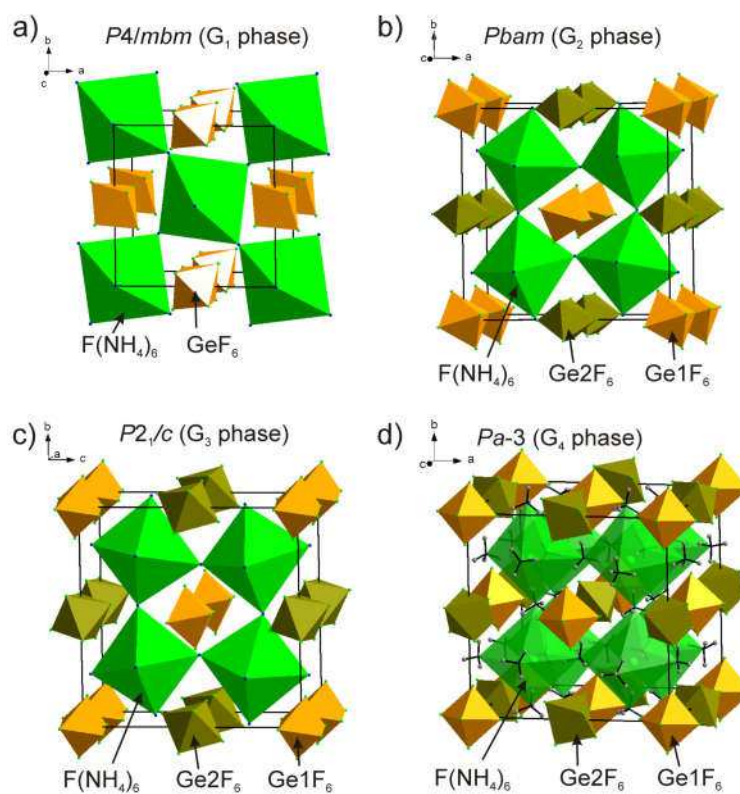 a) P4/mbm (G₁ phase)
b
c a
F(NH₄)₆ GeF₆
b) Pbam (G₂ phase)
b
c a
F(NH₄)₆ Ge2F₆ Ge1F₆
c) P2₁/c (G₃ phase)
b
a c
F(NH₄)₆ Ge2F₆ Ge1F₆
d) Pa-3 (G₄ phase)
b
c a
F(NH₄)₆ Ge2F₆ Ge1F₆